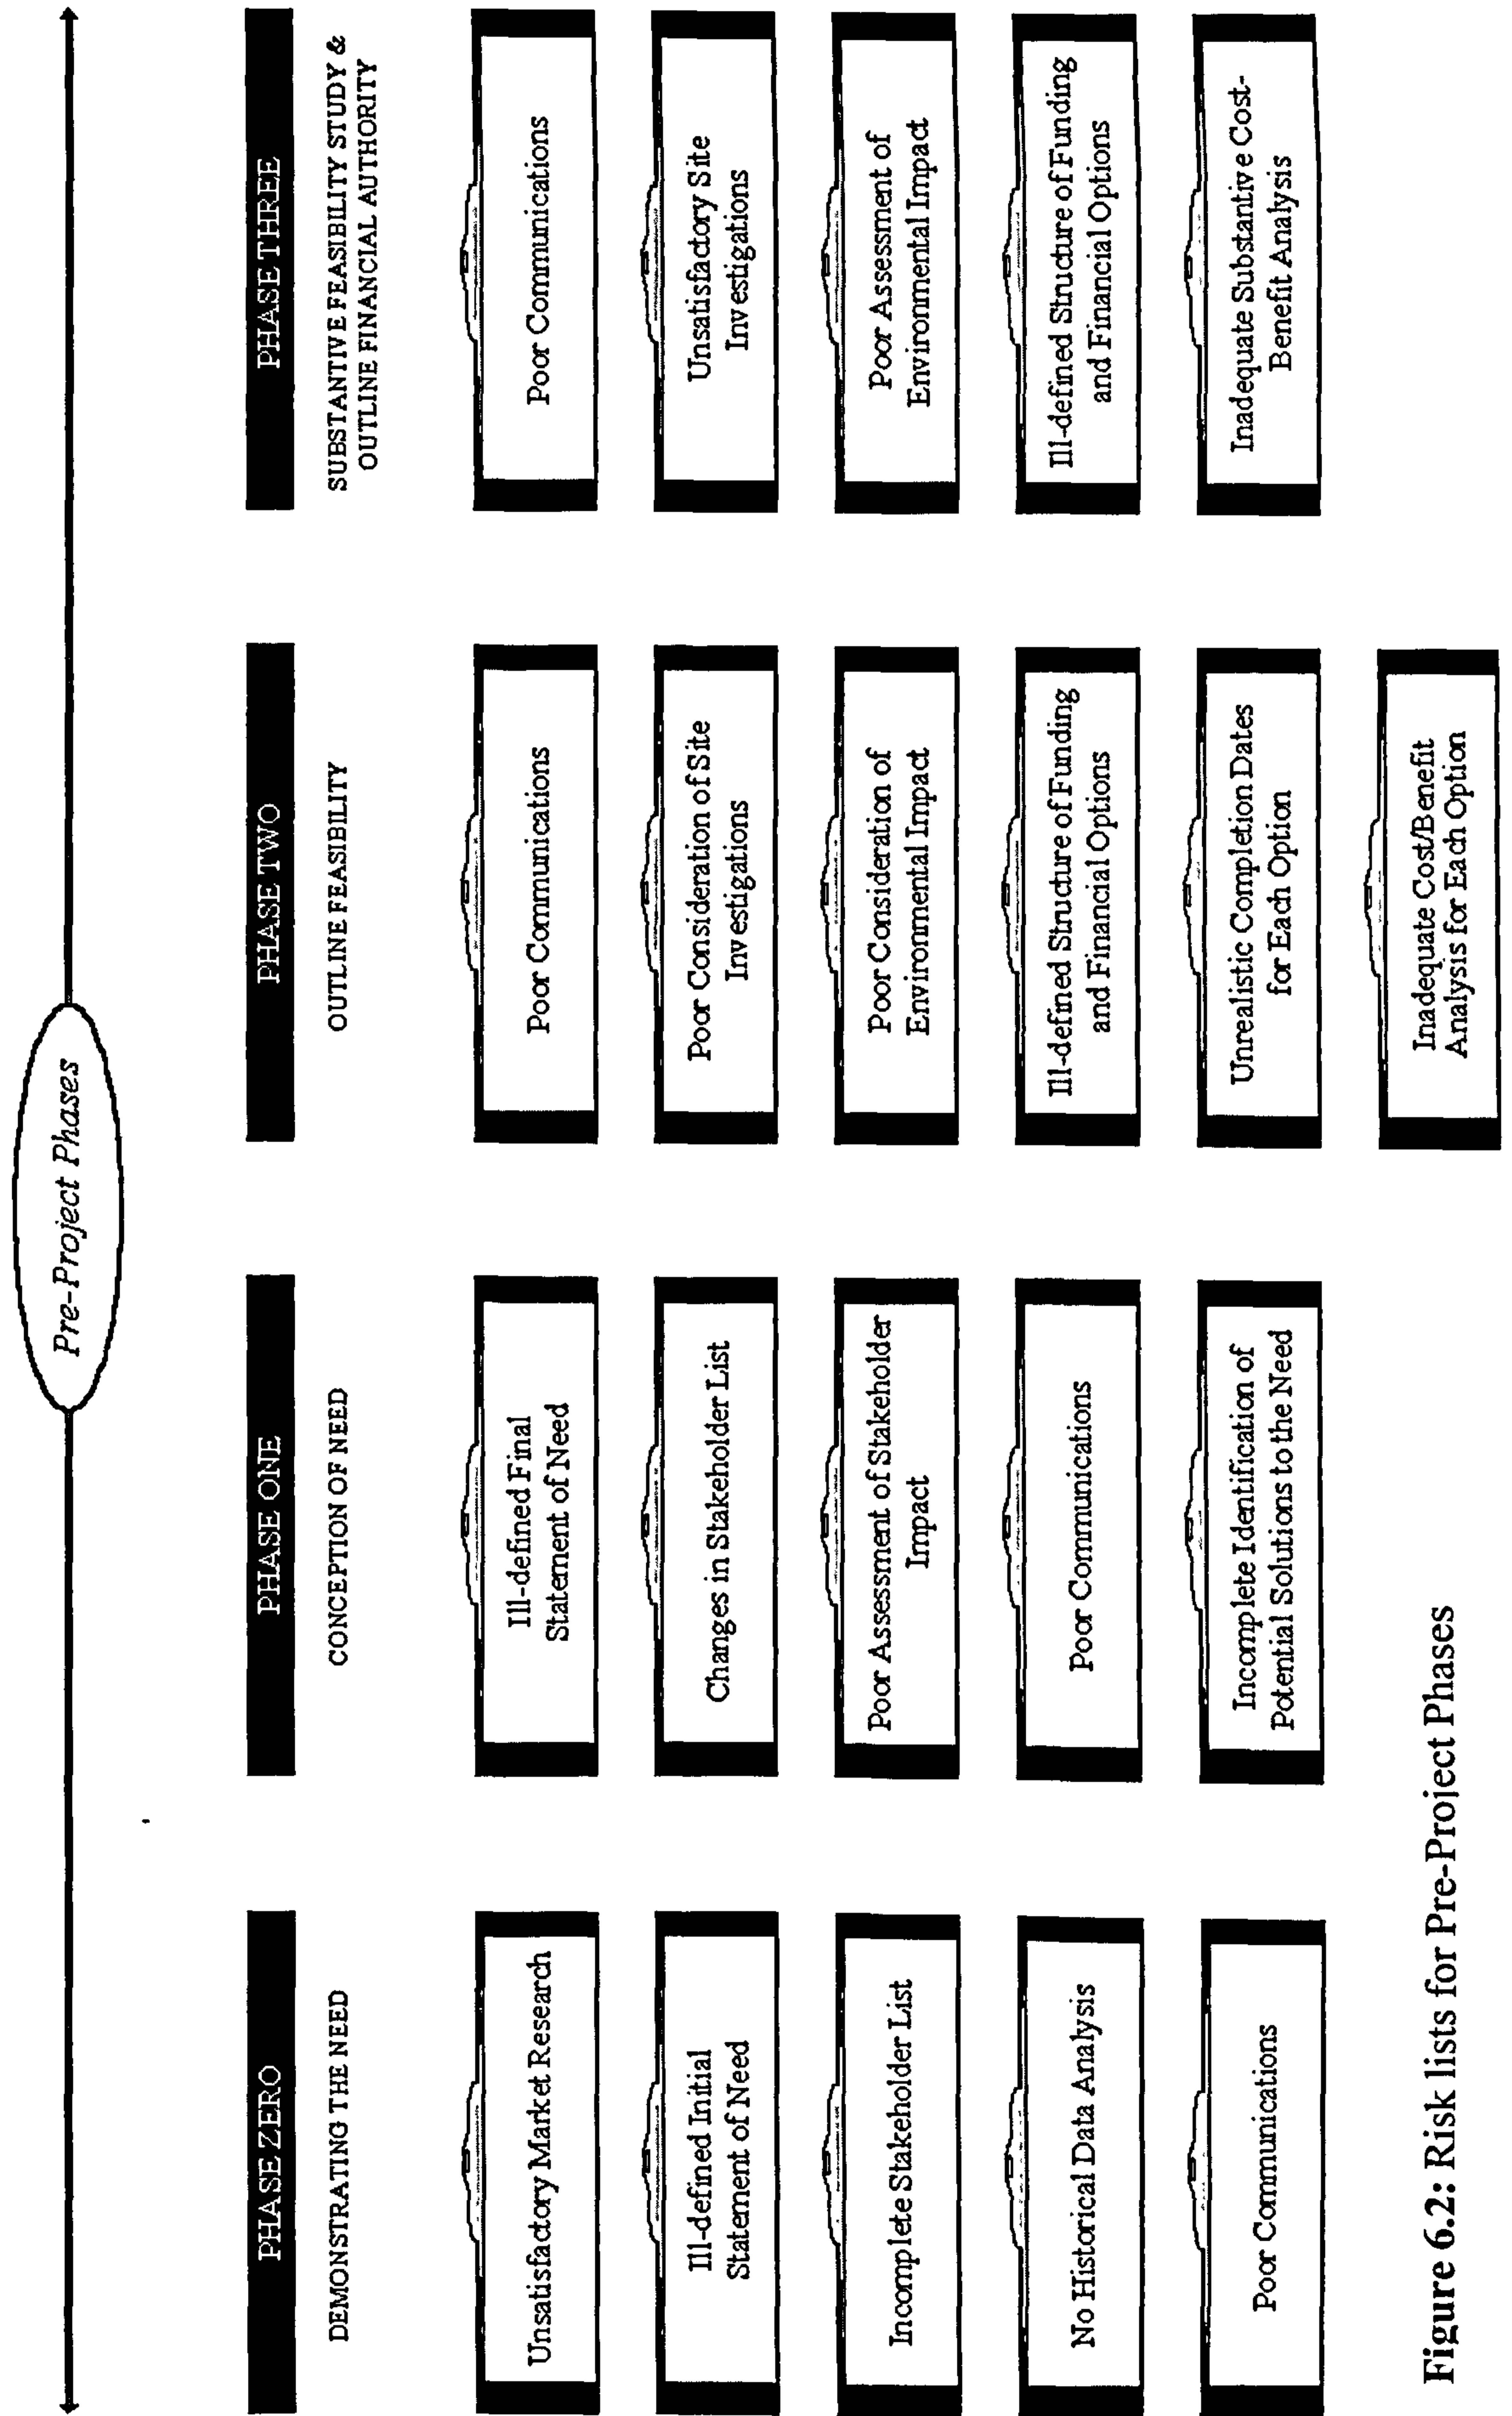 Pre-Project Phases
PHASE ZERO
DEMONSTRATING THE NEED
Unsatisfactory Market Research
Ill-defined Initial
Statement of Need
Incomplete Stakeholder List
No Historical Data Analysis
Poor Communications
PHASE ONE
CONCEPTION OF NEED
Ill-defined Final
Statement of Need
Changes in Stakeholder List
Poor Assessment of Stakeholder
Impact
Poor Communications
Incomplete Identification of
Potential Solutions to the Need
PHASE TWO
OUTLINE FEASIBILITY
Poor Communications
Poor Consideration of Site
Investigations
Poor Consideration of
Environmental Impact
Ill-defined Structure of Funding
and Financial Options
Unrealistic Completion Dates
for Each Option
Inadequate Cost/Benefit
Analysis for Each Option
PHASE THREE
SUBSTANTIVE FEASIBILITY STUDY &
OUTLINE FINANCIAL AUTHORITY
Poor Communications
Unsatisfactory Site
Investigations
Poor Assessment of
Environmental Impact
Ill-defined Structure of Funding
and Financial Options
Inadequate Substantive Cost-
Benefit Analysis
Figure 6.2: Risk lists for Pre-Project Phases